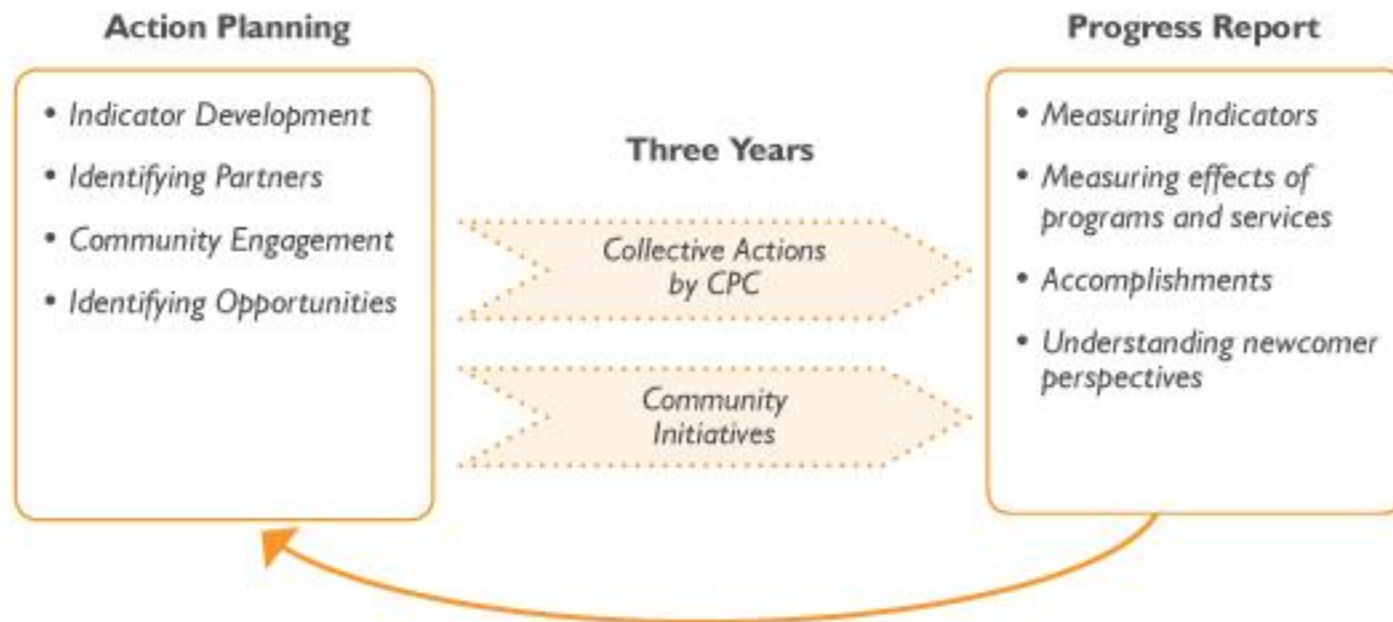 Action Planning
• Indicator Development
• Identifying Partners
• Community Engagement
• Identifying Opportunities
Three Years
Collective Actions
by CPC
Community
Initiatives
Progress Report
• Measuring Indicators
• Measuring effects of
programs and services
• Accomplishments
• Understanding newcomer
perspectives